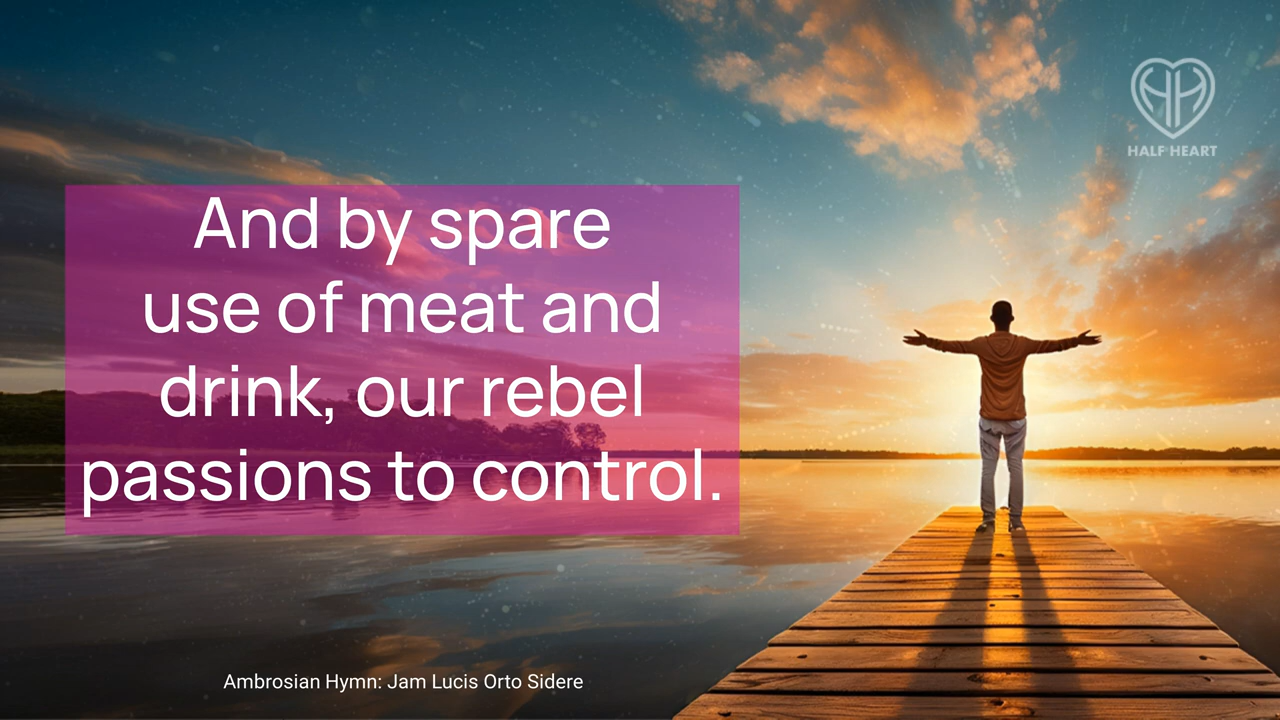 HALF HEART
And by spare
use of meat and
drink, our rebel
passions to control.
Ambrosian Hymn: Jam Lucis Orto Sidere